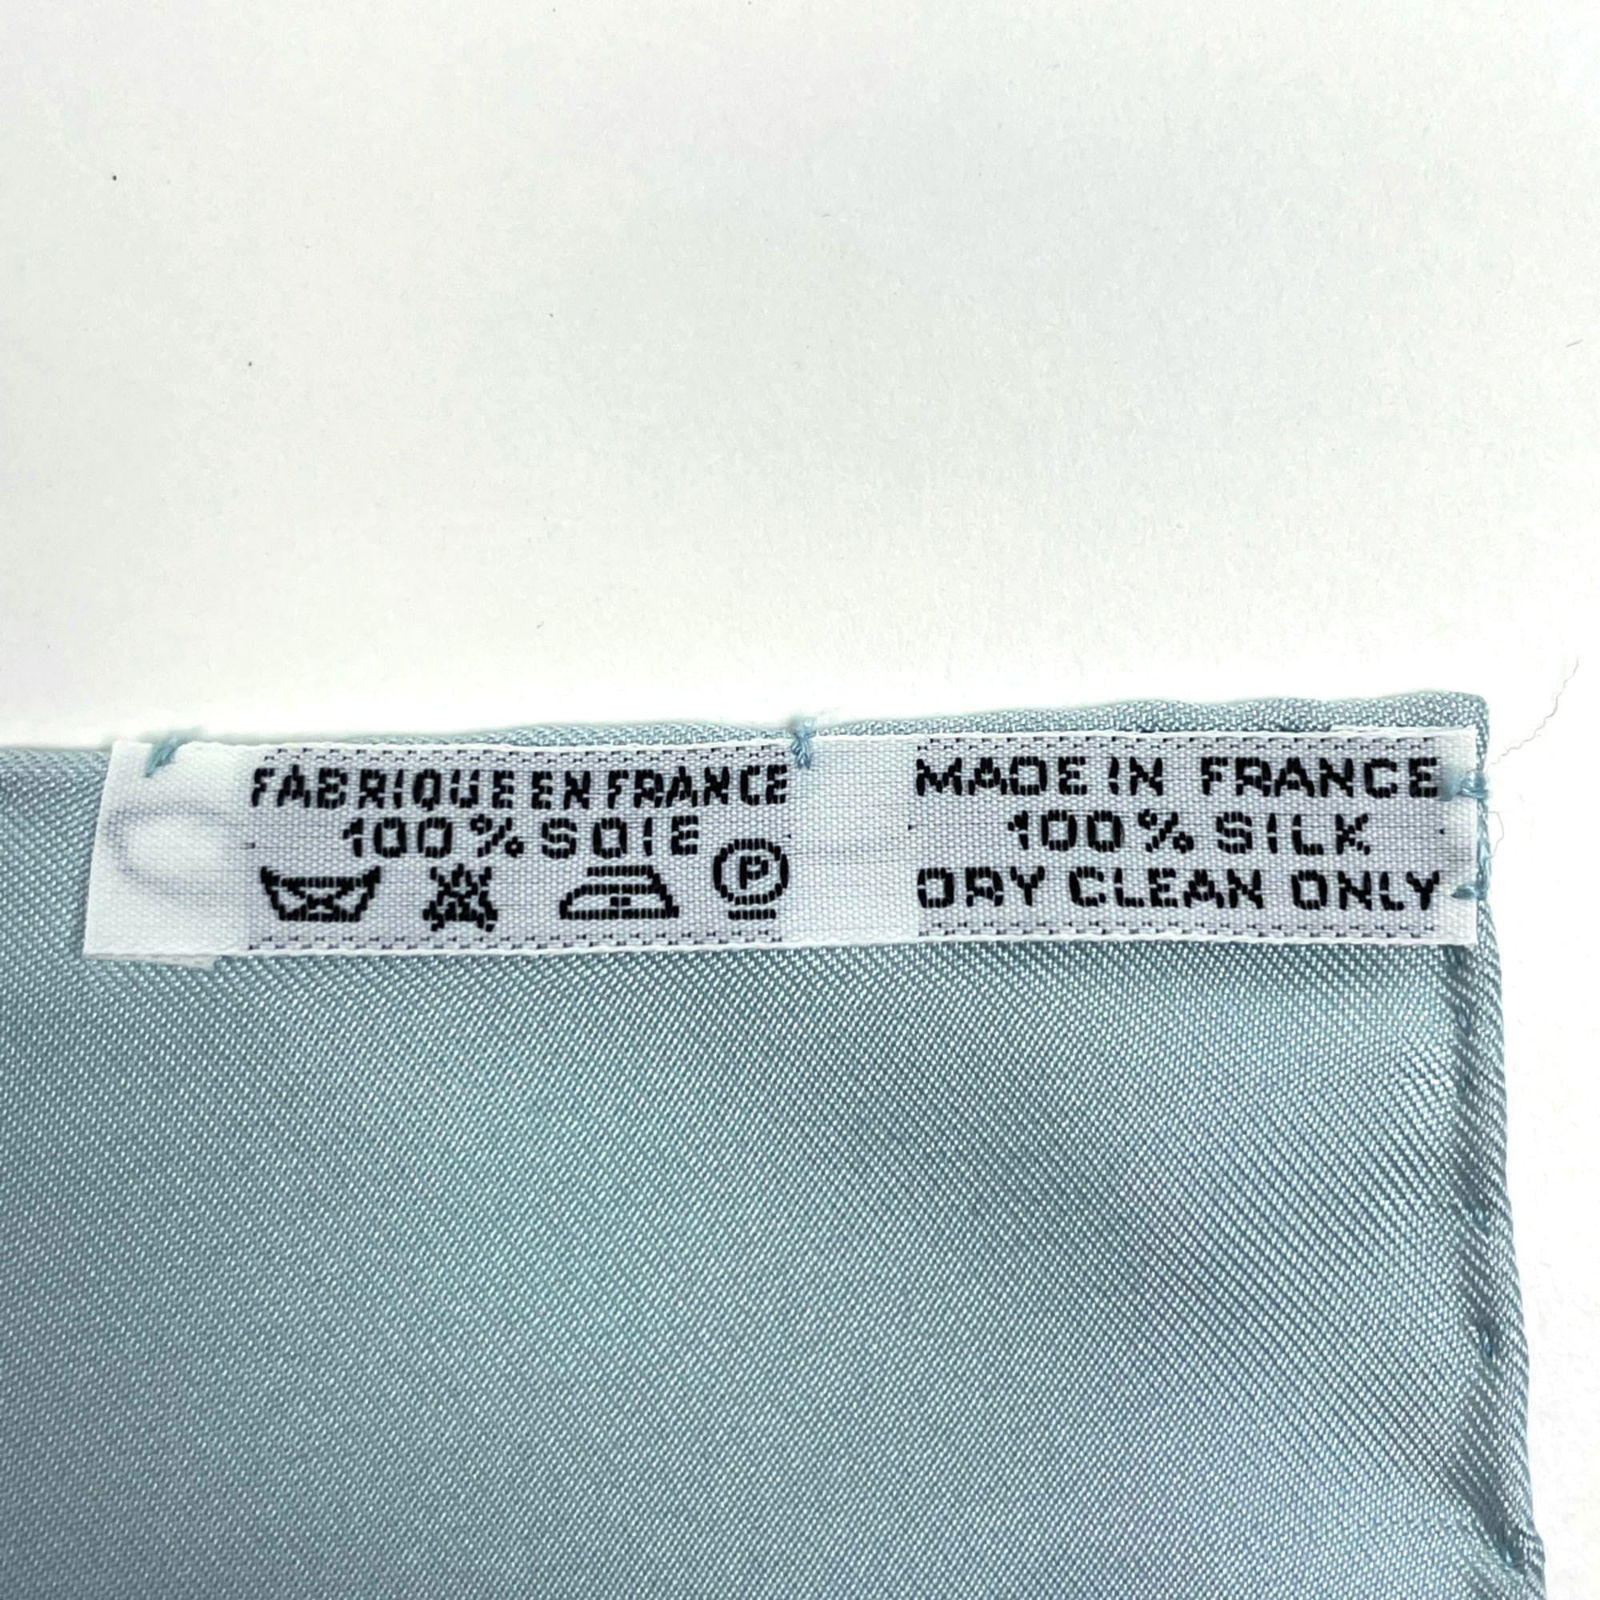 FABRIQUE EN FRANCE
100% SOIE
P
MADE IN FRANCE
100% SILK
DRY CLEAN ONLY